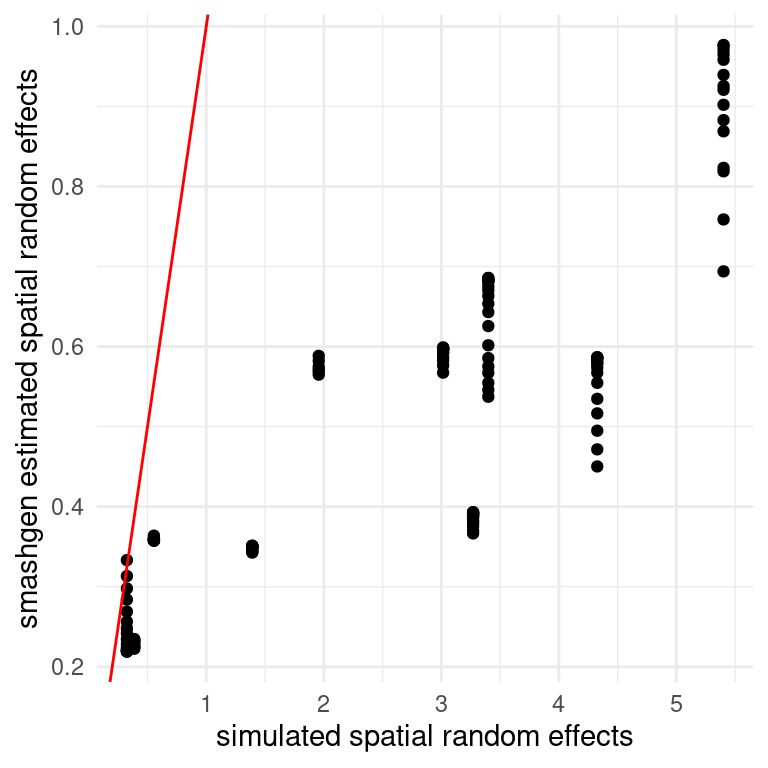 smashgen estimated spatial random effects
1.0
0.8
0.6
0.4
0.2
1 2 3 4 5
simulated spatial random effects